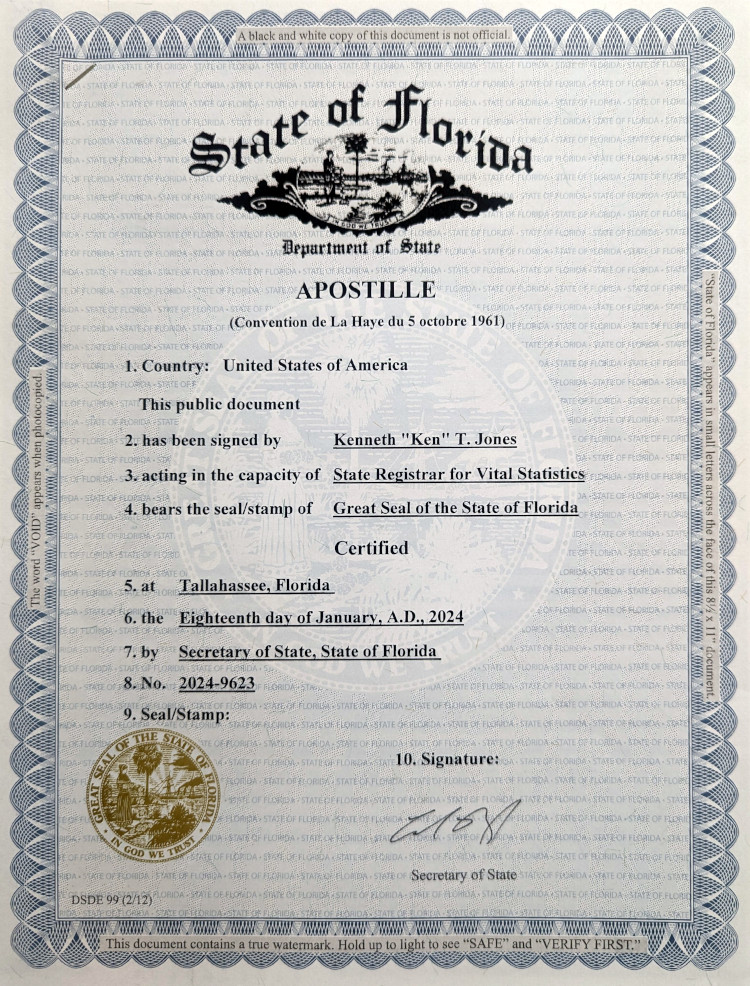 A black and white copy of this document is not official.
State of Florida
IN GOD WE TRUST
Department of State
APOSTILLE
(Convention de La Haye du 5 octobre 1961)
1. Country: United States of America
This public document
2. has been signed by Kenneth "Ken" T. Jones
3. acting in the capacity of State Registrar for Vital Statistics
4. bears the seal/stamp of Great Seal of the State of Florida
Certified
5. at Tallahassee, Florida
6. the Eighteenth day of January, A.D., 2024
7. by Secretary of State, State of Florida
8. No. 2024-9623
9. Seal/Stamp:
GREAT SEAL OF THE STATE OF FLORIDA
IN GOD WE TRUST
10. Signature:
Secretary of State
DSDE 99 (2/12)
The word "VOID" appears when photocopied.
"State of Florida" appears in small letters across the face of this 8½ x 11" document.
This document contains a true watermark. Hold up to light to see "SAFE" and "VERIFY FIRST."